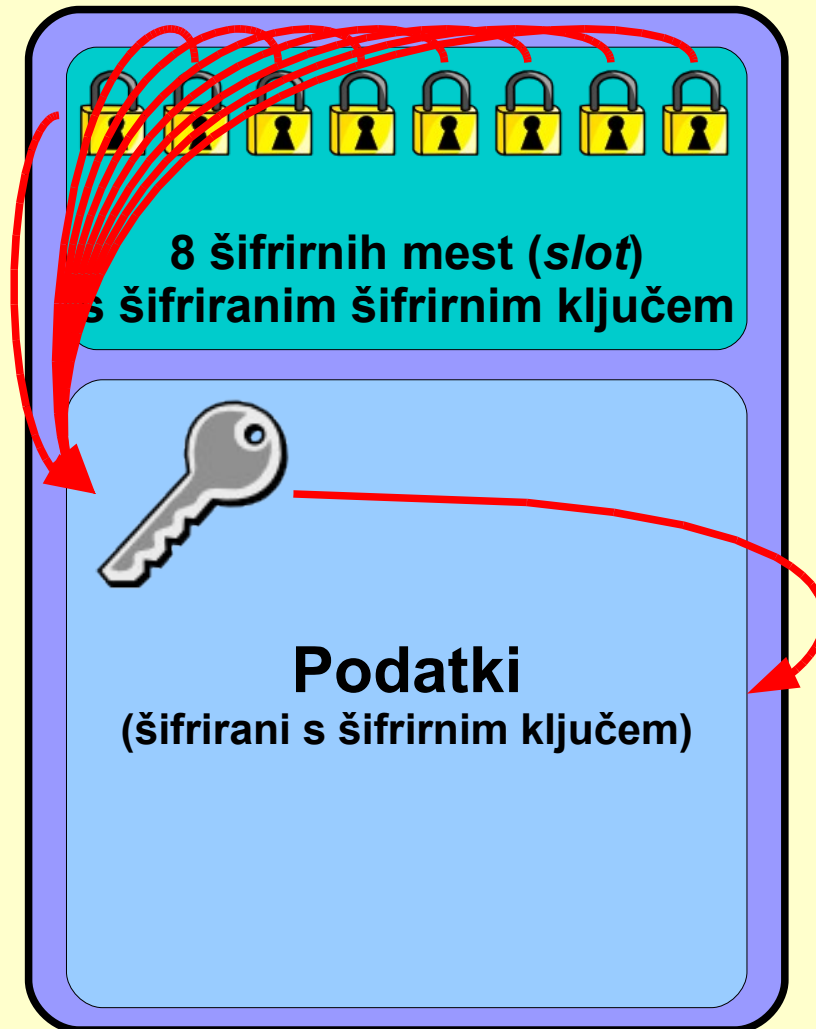 8 šifrirnih mest (slot)
s šifriranim šifrirnim ključem
Podatki
(šifrirani s šifrirnim ključem)